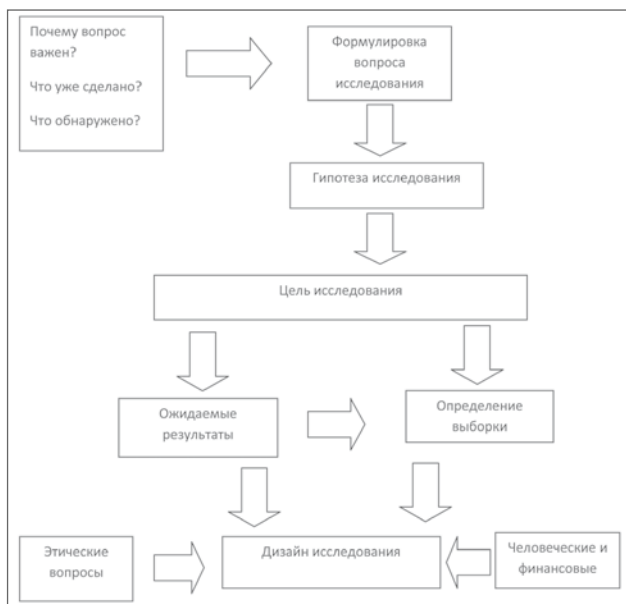 Почему вопрос
важен?
Что уже сделано?
Что обнаружено?
Формулировка
вопроса
исследования
Гипотеза исследования
Цель исследования
Ожидаемые
результаты
Определение
выборки
Этические
вопросы
Дизайн исследования
Человеческие и
финансовые